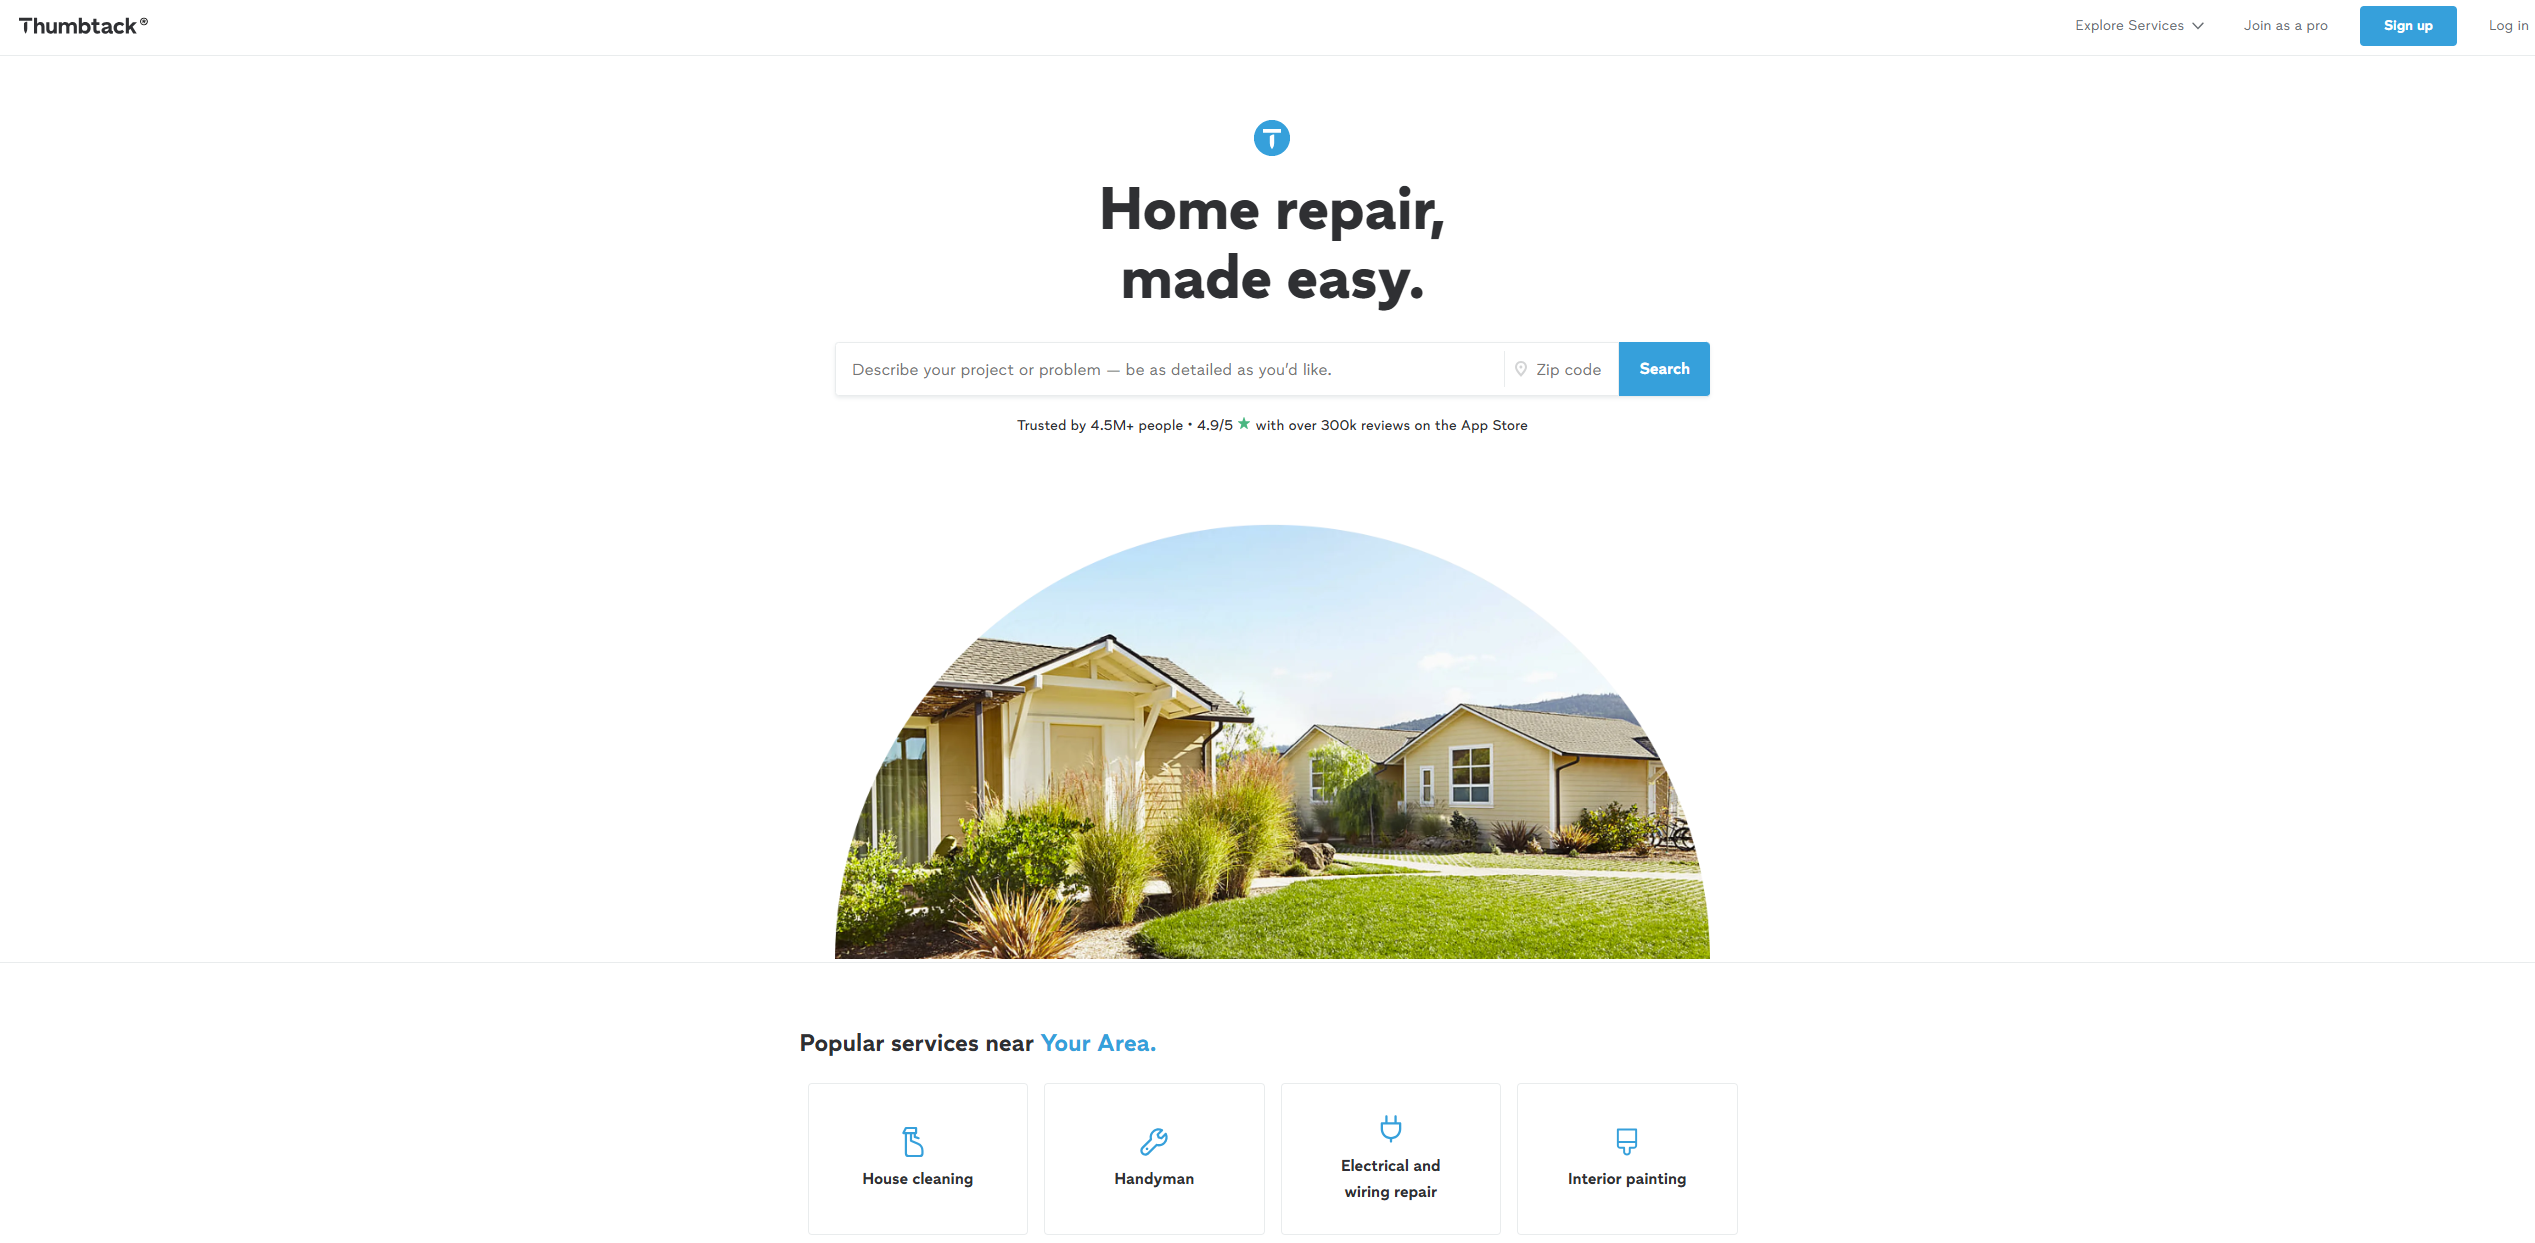 Thumbtack®
Explore Services
Join as a pro
Sign up
Log in
Home repair,
made easy.
Describe your project or problem — be as detailed as you’d like.
Zip code
Search
Trusted by 4.5M+ people • 4.9/5 ★ with over 300k reviews on the App Store
Popular services near Your Area.
House cleaning
Handyman
Electrical and
wiring repair
Interior painting